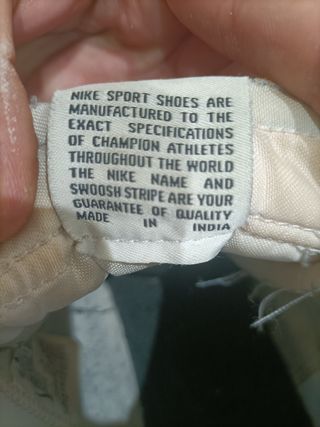 NIKE SPORT SHOES ARE
MANUFACTURED TO THE
EXACT SPECIFICATIONS
OF CHAMPION ATHLETES
THROUGHOUT THE WORLD
THE NIKE NAME AND
SWOOSH STRIPE ARE YOUR
GUARANTEE OF QUALITY
MADE IN INDIA